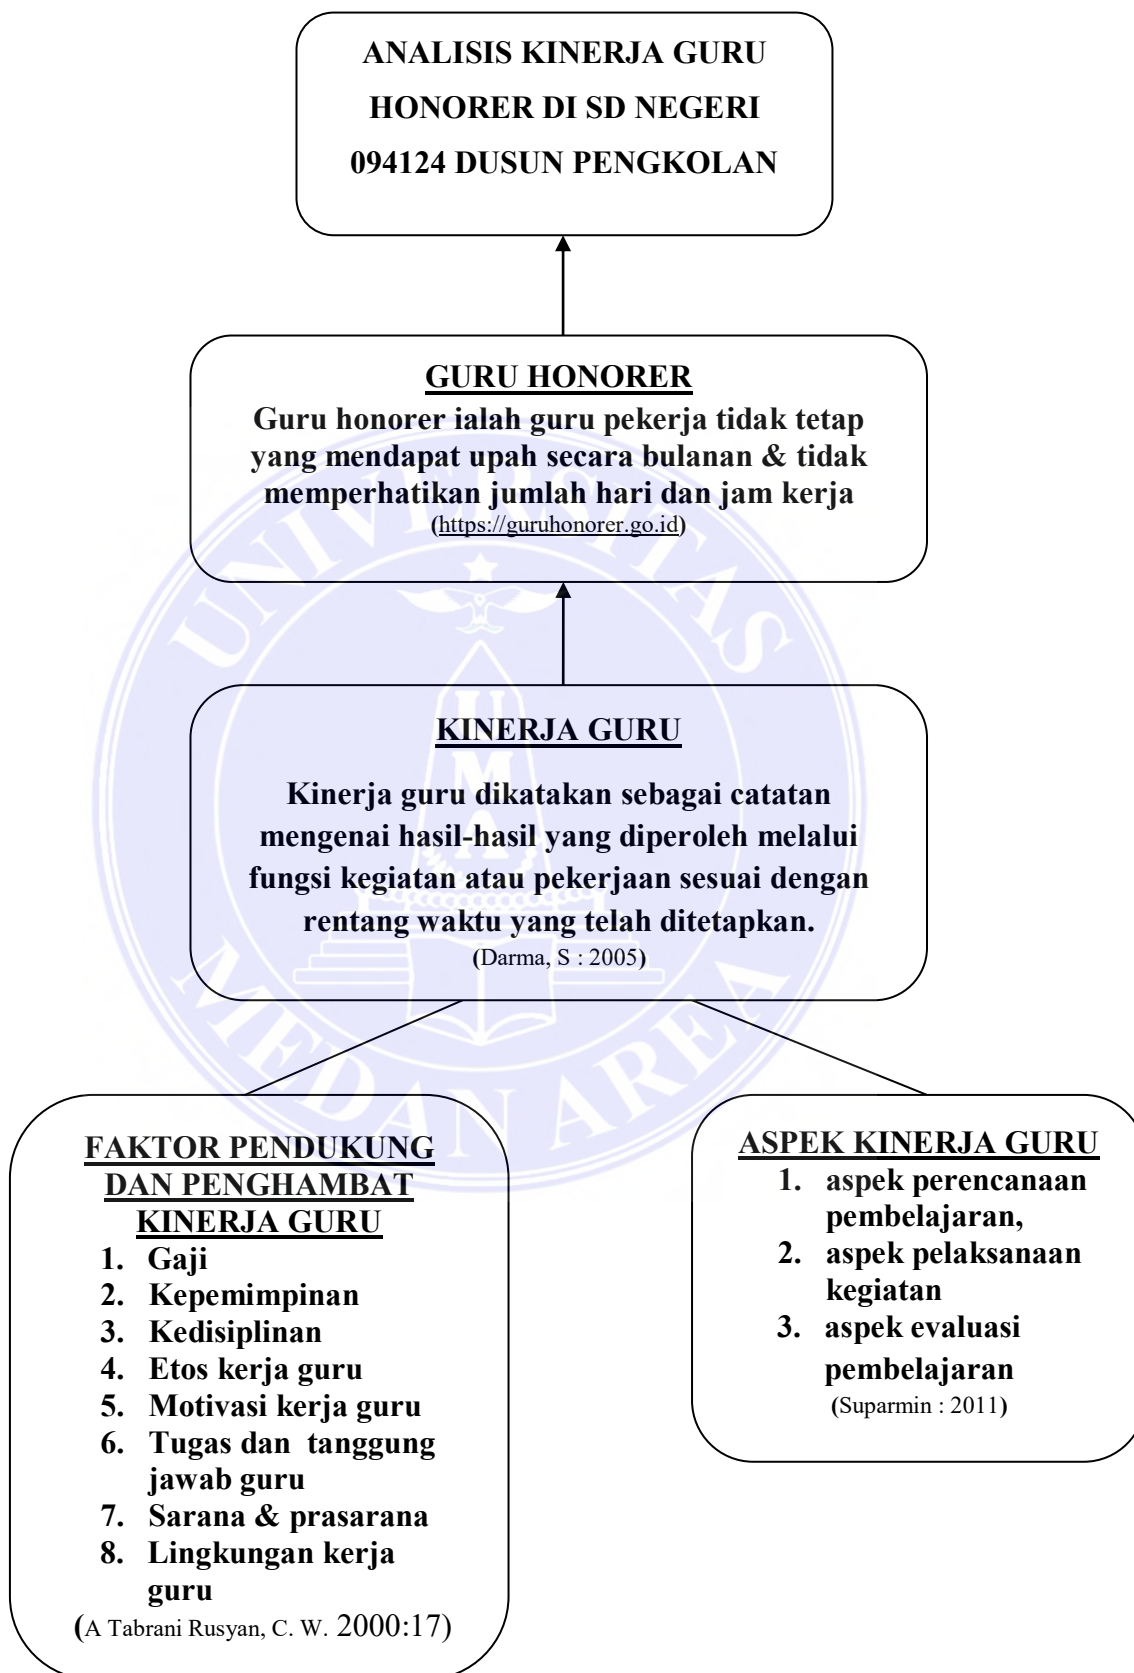 ANALISIS KINERJA GURU
HONORER DI SD NEGERI
094124 DUSUN PENGKOLAN
GURU HONORER
Guru honorer ialah guru pekerja tidak tetap
yang mendapat upah secara bulanan & tidak
memperhatikan jumlah hari dan jam kerja
(https://guruhonorer.go.id)
KINERJA GURU
Kinerja guru dikatakan sebagai catatan
mengenai hasil-hasil yang diperoleh melalui
fungsi kegiatan atau pekerjaan sesuai dengan
rentang waktu yang telah ditetapkan.
(Darma, S : 2005)
FAKTOR PENDUKUNG
DAN PENGHAMBAT
KINERJA GURU
1. Gaji
2. Kepemimpinan
3. Kedisiplinan
4. Etos kerja guru
5. Motivasi kerja guru
6. Tugas dan tanggung
jawab guru
7. Sarana & prasarana
8. Lingkungan kerja
guru
(A Tabrani Rusyan, C. W. 2000:17)
ASPEK KINERJA GURU
1. aspek perencanaan
pembelajaran,
2. aspek pelaksanaan
kegiatan
3. aspek evaluasi
pembelajaran
(Suparmin : 2011)
UNIVERSITAS
UMA
MEDAN AREA